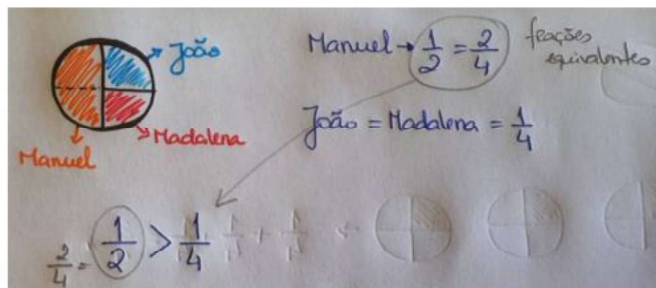 João
Madalena
Manuel
Manuel → 1/2 = 2/4 frações equivalentes
João = Madalena = 1/4
2/4 = 1/2 > 1/4